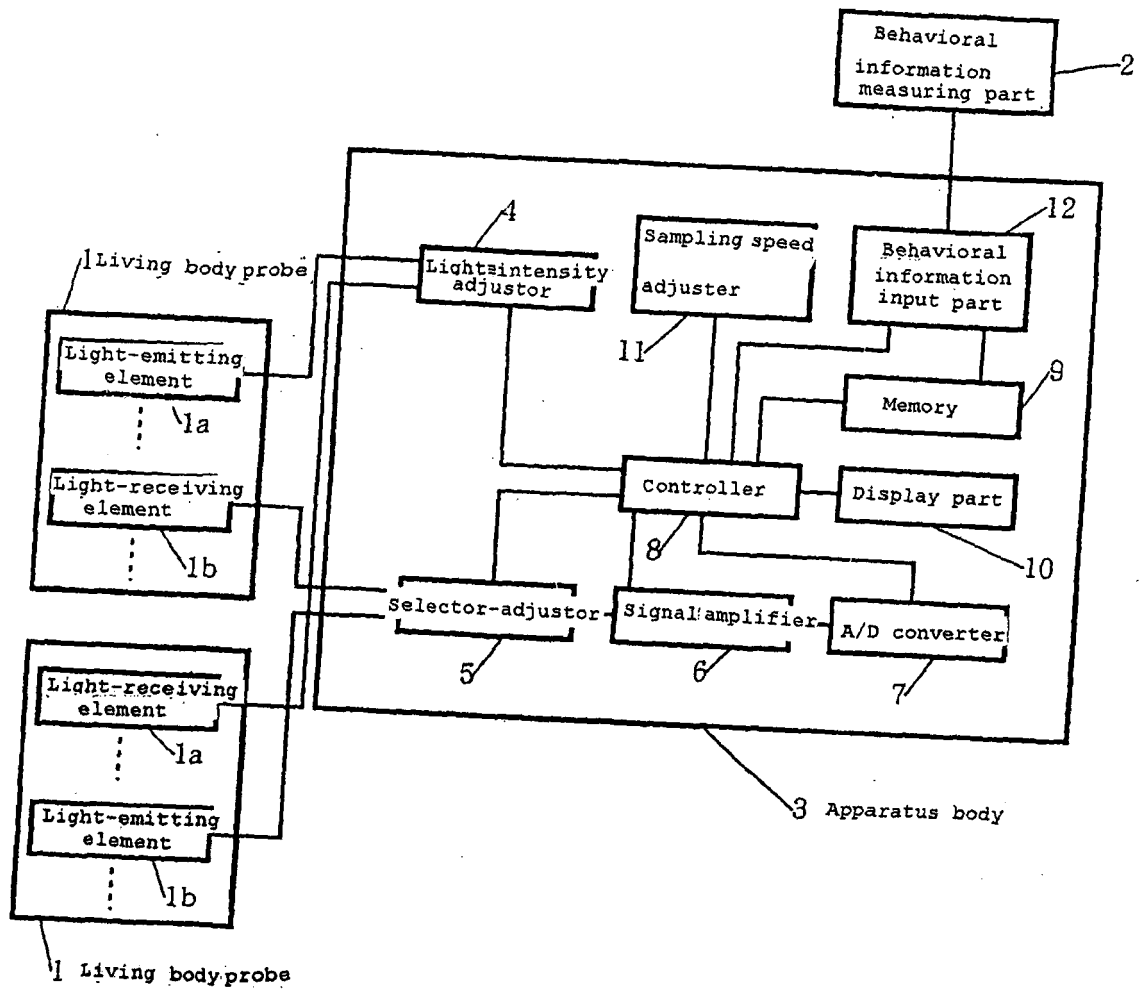 Behavioral
information
measuring part
2
12
Behavioral
information
input part
4
Light-intensity
adjustor
Sampling speed
adjuster
11
9
Memory
1 Living body probe
Light-emitting
element
1a
Light-receiving
element
1b
Controller
8
Display part
10
Selector-adjustor
5
Signal amplifier
6
A/D converter
7
Light-receiving
element
1a
Light-emitting
element
1b
3 Apparatus body
1 Living body probe